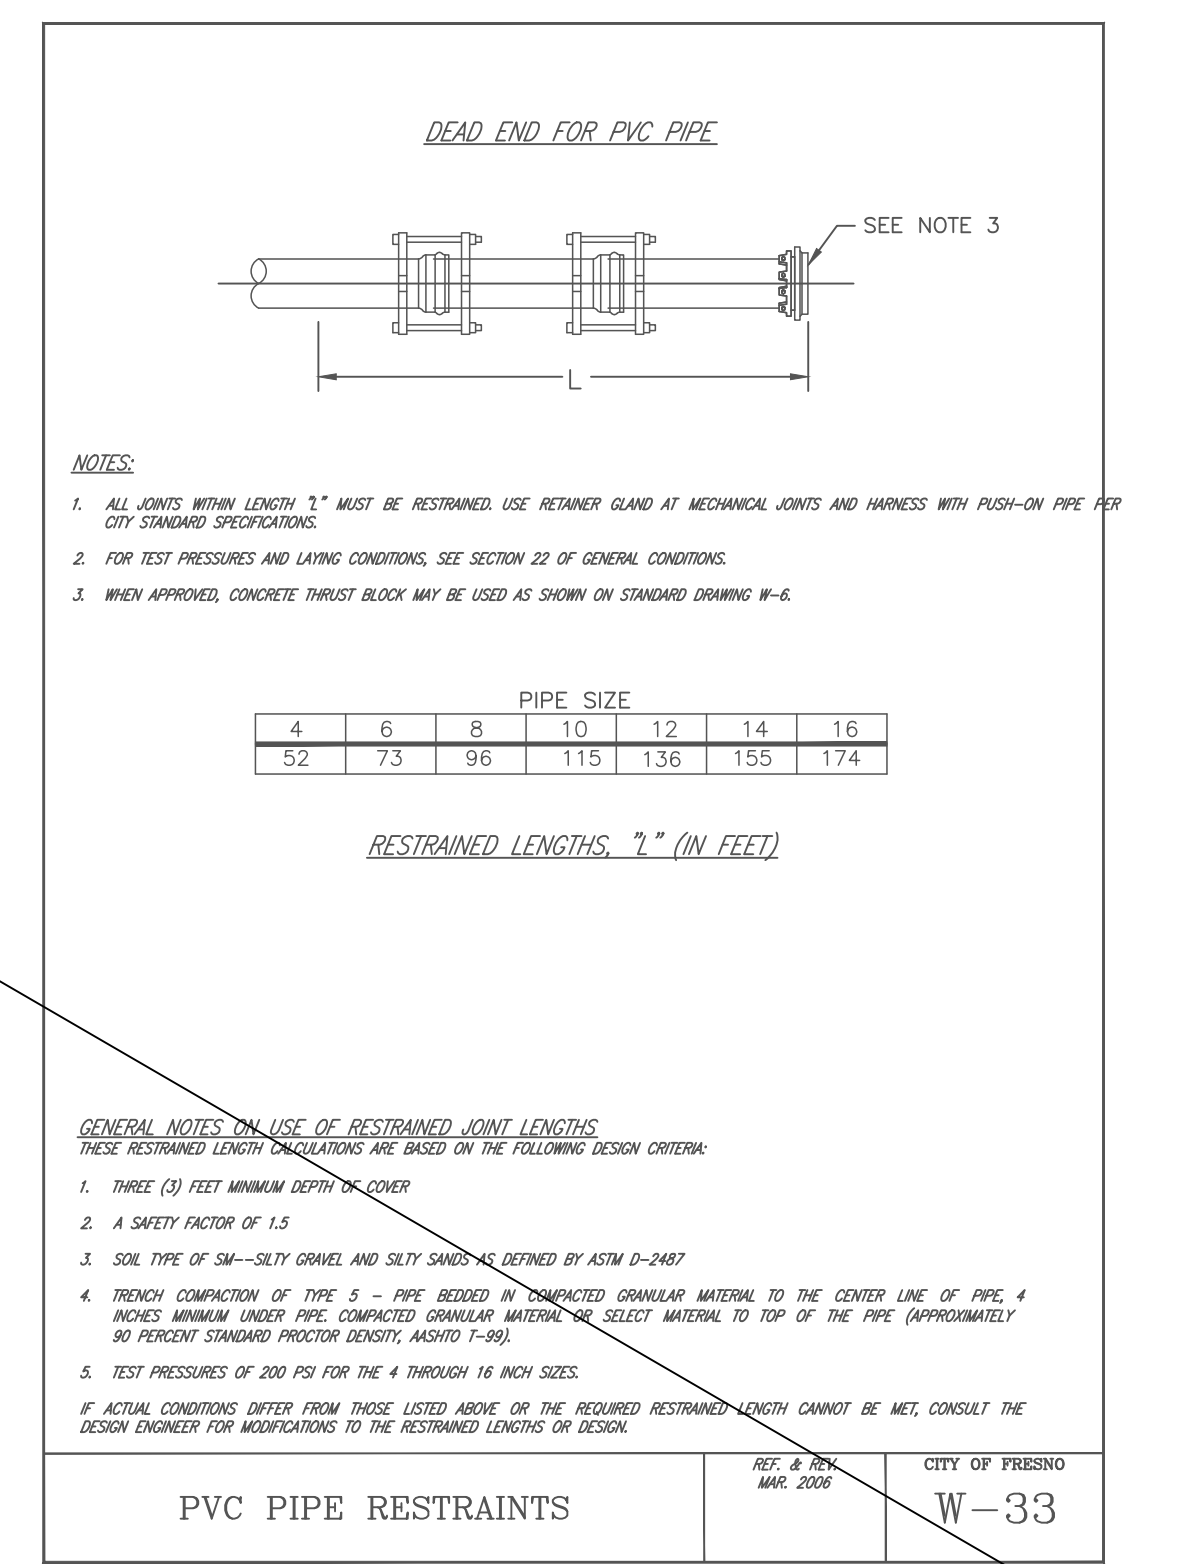 DEAD END FOR PVC PIPE
SEE NOTE 3
L
NOTES:
1. ALL JOINTS WITHIN LENGTH "L" MUST BE RESTRAINED. USE RETAINER GLAND AT MECHANICAL JOINTS AND HARNESS WITH PUSH-ON PIPE PER
CITY STANDARD SPECIFICATIONS.
2. FOR TEST PRESSURES AND LAYING CONDITIONS, SEE SECTION 22 OF GENERAL CONDITIONS.
3. WHEN APPROVED, CONCRETE THRUST BLOCK MAY BE USED AS SHOWN ON STANDARD DRAWING W-6.
PIPE SIZE
4 6 8 10 12 14 16
52 73 96 115 136 155 174
RESTRAINED LENGTHS, "L" (IN FEET)
GENERAL NOTES ON USE OF RESTRAINED JOINT LENGTHS
THESE RESTRAINED LENGTH CALCULATIONS ARE BASED ON THE FOLLOWING DESIGN CRITERIA:
1. THREE (3) FEET MINIMUM DEPTH OF COVER
2. A SAFETY FACTOR OF 1.5
3. SOIL TYPE OF SM--SILTY GRAVEL AND SILTY SANDS AS DEFINED BY ASTM D-2487
4. TRENCH COMPACTION OF TYPE 5 - PIPE BEDDED IN COMPACTED GRANULAR MATERIAL TO THE CENTER LINE OF PIPE, 4
INCHES MINIMUM UNDER PIPE. COMPACTED GRANULAR MATERIAL OR SELECT MATERIAL TO TOP OF THE PIPE (APPROXIMATELY
90 PERCENT STANDARD PROCTOR DENSITY, AASHTO T-99).
5. TEST PRESSURES OF 200 PSI FOR THE 4 THROUGH 16 INCH SIZES.
IF ACTUAL CONDITIONS DIFFER FROM THOSE LISTED ABOVE OR THE REQUIRED RESTRAINED LENGTH CANNOT BE MET, CONSULT THE
DESIGN ENGINEER FOR MODIFICATIONS TO THE RESTRAINED LENGTHS OR DESIGN.
PVC PIPE RESTRAINTS
REF. & REV.
MAR. 2006
CITY OF FRESNO
W-33